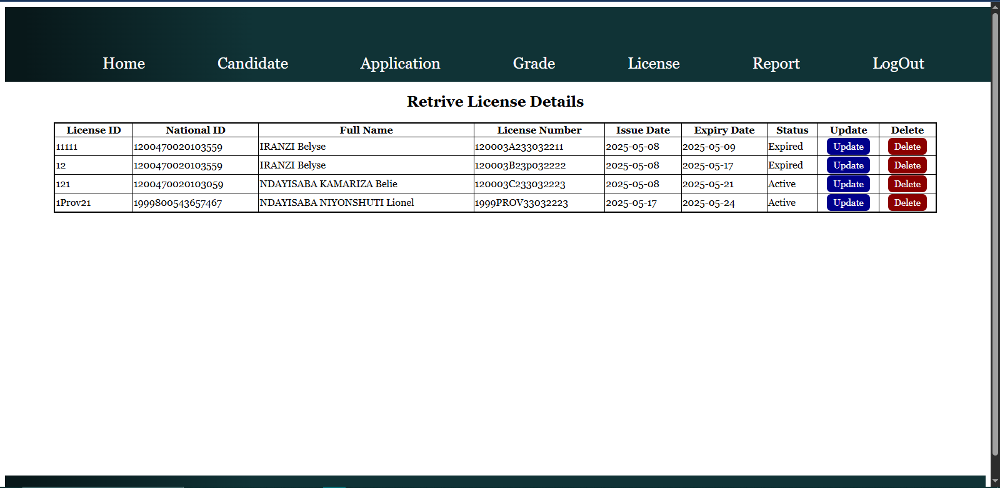 Home Candidate Application Grade License Report LogOut
Retrive License Details
License ID National ID Full Name License Number Issue Date Expiry Date Status Update Delete
11111 1200470020103559 IRANZI Belyse 120003A233032211 2025-05-08 2025-05-09 Expired Update Delete
12 1200470020103559 IRANZI Belyse 120003B23p032222 2025-05-08 2025-05-17 Expired Update Delete
121 1200470020103059 NDAYISABA KAMARIZA Belie 120003C233032223 2025-05-08 2025-05-21 Active Update Delete
1Prov21 1999800543657467 NDAYISABA NIYONSHUTI Lionel 1999PROV33032223 2025-05-17 2025-05-24 Active Update Delete